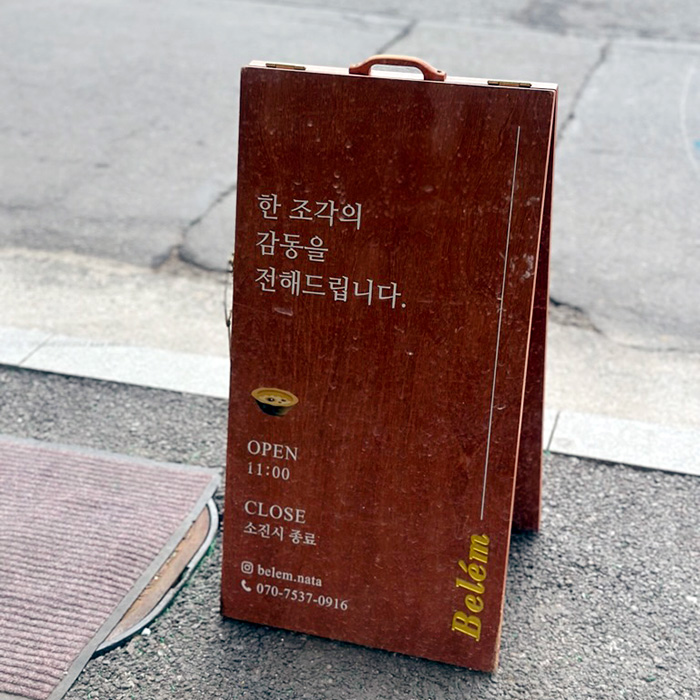 한 조각의
감동을
전해드립니다.
OPEN
11:00
CLOSE
소진시 종료
belem.nata
070-7537-0916
Belém